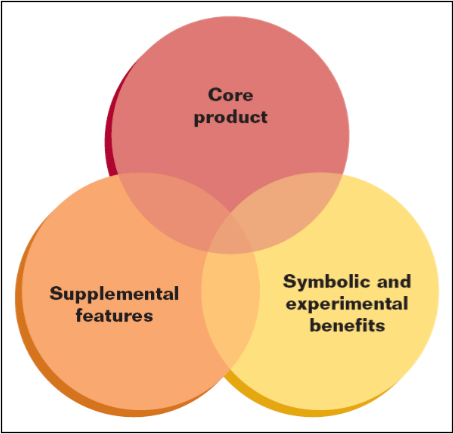 Core
product
Supplemental
features
Symbolic and
experimental
benefits